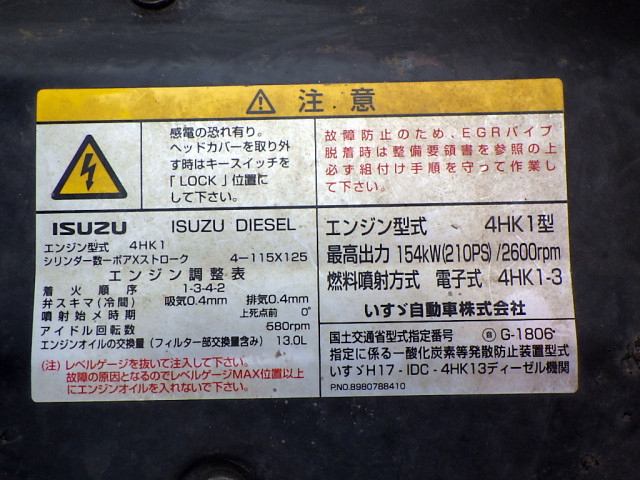 注意
感電の恐れ有り。
ヘッドカバーを取り外
す時はキースイッチを
「LOCK」位置に
して下さい。
故障防止のため、EGRパイプ
脱着時は整備要領書を参照の上
必ず組付け手順を守って作業し
て下さい。
ISUZU ISUZU DIESEL
エンジン型式 4HK1
シリンダー数ーボアXストローク 4-115X125
エンジン調整表
着火順序 1-3-4-2
弁スキマ(冷間) 吸気0.4mm 排気0.4mm
噴射始メ時期 上死点前 0°
アイドル回転数 580rpm
エンジンオイルの交換量(フィルター部交換量含み) 13.0L
(注)レベルゲージを抜いて注入して下さい。
故障の原因となるのでレベルゲージMAX位置以上
にエンジンオイルを入れないで下さい。
エンジン型式 4HK1型
最高出力 154kW(210PS)/2600rpm
燃料噴射方式 電子式 4HK1-3
いすゞ自動車株式会社
国土交通省型式指定番号 G-1806
指定に係る一酸化炭素等発散防止装置型式
いすゞH17-IDC-4HK13ディーゼル機関
P.NO.8980788410